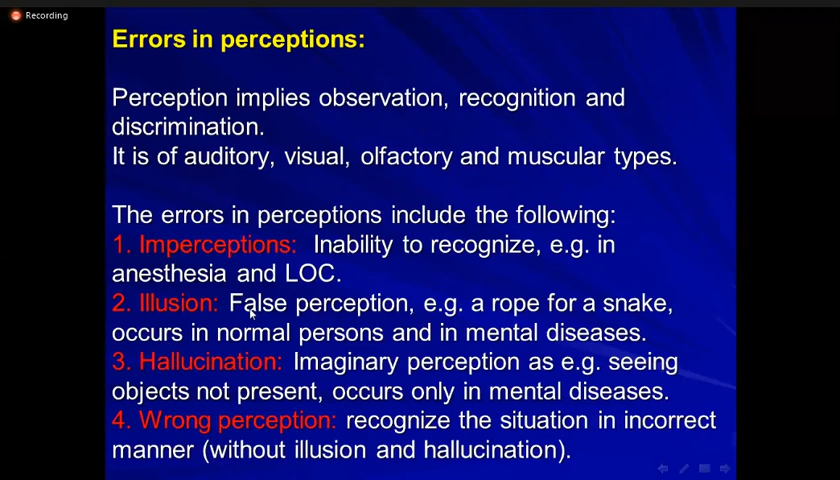 Recording
Errors in perceptions:
Perception implies observation, recognition and
discrimination.
It is of auditory, visual, olfactory and muscular types.
The errors in perceptions include the following:
1. Imperceptions: Inability to recognize, e.g. in
anesthesia and LOC.
2. Illusion: False perception, e.g. a rope for a snake,
occurs in normal persons and in mental diseases.
3. Hallucination: Imaginary perception as e.g. seeing
objects not present, occurs only in mental diseases.
4. Wrong perception: recognize the situation in incorrect
manner (without illusion and hallucination).